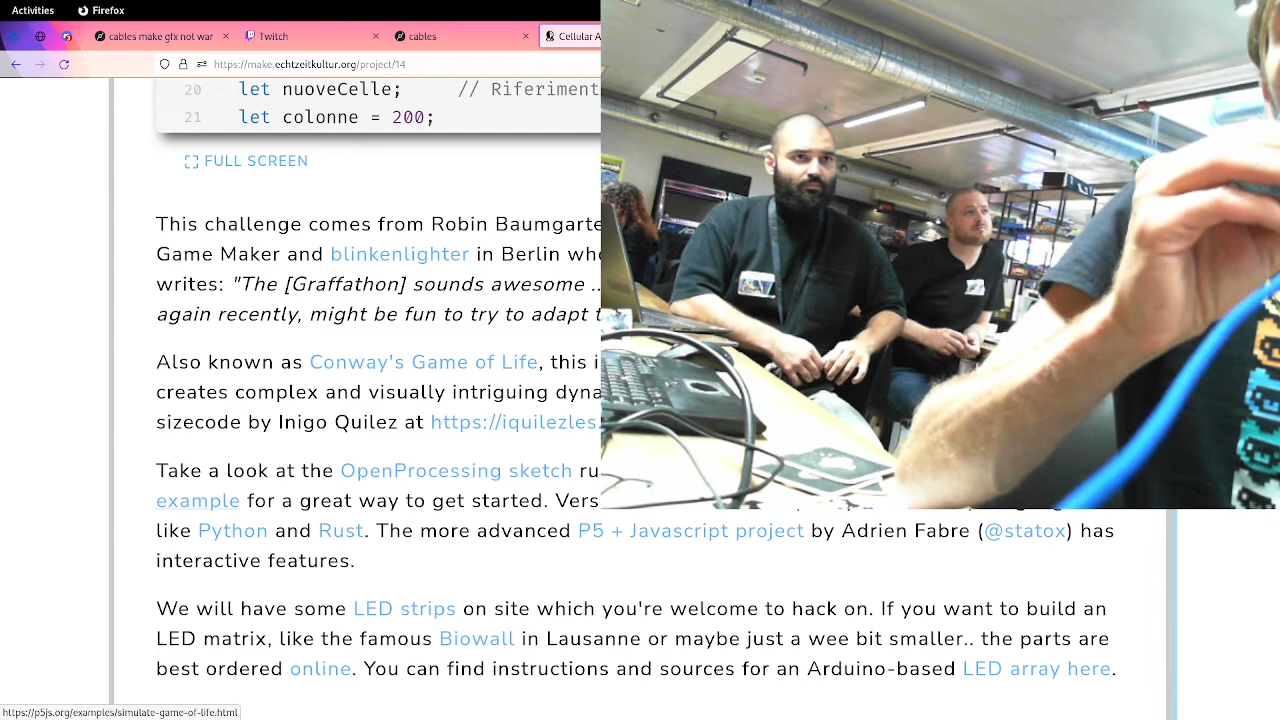 Activities
Firefox
cables make gfx not war
Twitch
cables
Cellular A
https://make.echtzeitkultur.org/project/14
20 let nuoveCelle; // Riferiment
21 let colonne = 200;
FULL SCREEN
This challenge comes from Robin Baumgarte
Game Maker and blinkenlighter in Berlin who
writes: "The [Graffathon] sounds awesome ..
again recently, might be fun to try to adapt t
Also known as Conway's Game of Life, this i
creates complex and visually intriguing dyna
sizecode by Inigo Quilez at https://iquilezles.
Take a look at the OpenProcessing sketch ru
example for a great way to get started. Vers
like Python and Rust. The more advanced P5 + Javascript project by Adrien Fabre (@statox) has
interactive features.
We will have some LED strips on site which you're welcome to hack on. If you want to build an
LED matrix, like the famous Biowall in Lausanne or maybe just a wee bit smaller.. the parts are
best ordered online. You can find instructions and sources for an Arduino-based LED array here.
https://p5js.org/examples/simulate-game-of-life.html